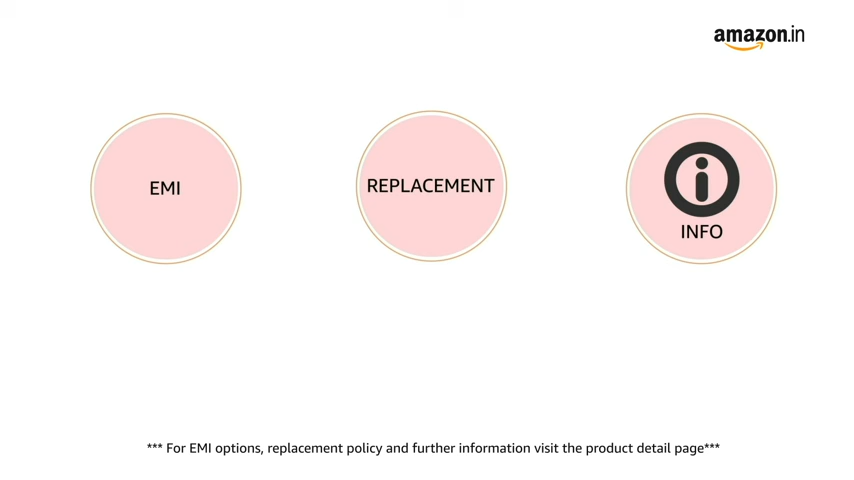 amazon.in
EMI
REPLACEMENT
INFO
*** For EMI options, replacement policy and further information visit the product detail page***